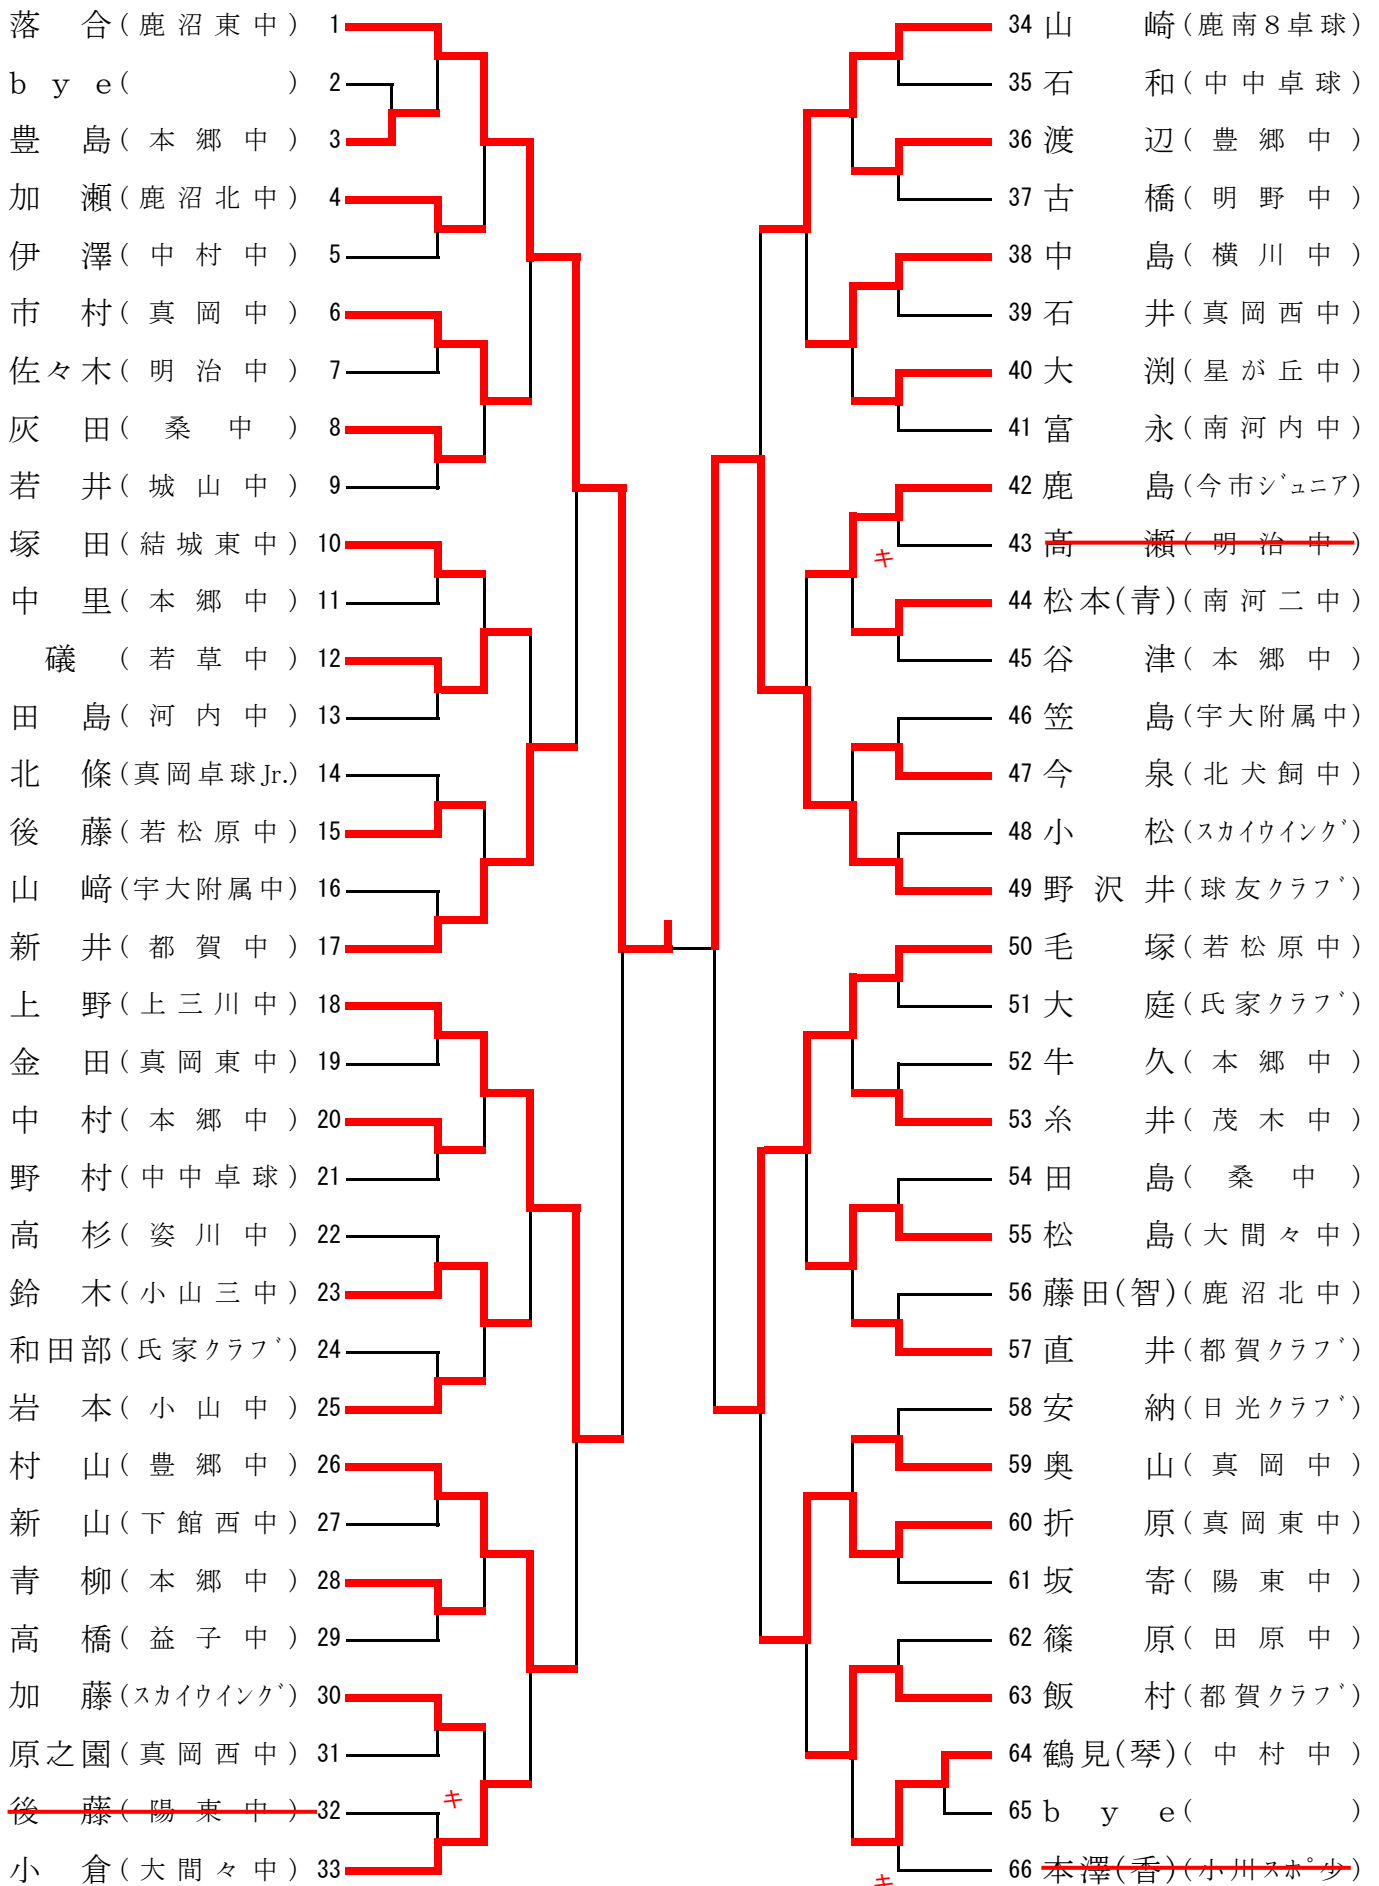 落合(鹿沼東中) 1
bye( ) 2
豊島(本郷中) 3
加瀬(鹿沼北中) 4
伊澤(中村中) 5
市村(真岡中) 6
佐々木(明治中) 7
灰田(桑中) 8
若井(城山中) 9
塚田(結城東中) 10
中里(本郷中) 11
礒(若草中) 12
田島(河内中) 13
北條(真岡卓球Jr.) 14
後藤(若松原中) 15
山﨑(宇大附属中) 16
新井(都賀中) 17
上野(上三川中) 18
金田(真岡東中) 19
中村(本郷中) 20
野村(中中卓球) 21
高杉(姿川中) 22
鈴木(小山三中) 23
和田部(氏家クラブ) 24
岩本(小山中) 25
村山(豊郷中) 26
新山(下館西中) 27
青柳(本郷中) 28
高橋(益子中) 29
加藤(スカイウイング) 30
原之園(真岡西中) 31
キ
後藤(陽東中) 32
小倉(大間々中) 33
34 山崎(鹿南8卓球)
35 石和(中中卓球)
36 渡辺(豊郷中)
37 古橋(明野中)
38 中島(横川中)
39 石井(真岡西中)
40 大渕(星が丘中)
41 富永(南河内中)
42 鹿島(今市ジュニア)
43 高瀬(明治中)
キ
44 松本(青)(南河二中)
45 谷津(本郷中)
46 笠島(宇大附属中)
47 今泉(北犬飼中)
48 小松(スカイウイング)
49 野沢井(球友クラブ)
50 毛塚(若松原中)
51 大庭(氏家クラブ)
52 牛久(本郷中)
53 糸井(茂木中)
54 田島(桑中)
55 松島(大間々中)
56 藤田(智)(鹿沼北中)
57 直井(都賀クラブ)
58 安納(日光クラブ)
59 奥山(真岡中)
60 折原(真岡東中)
61 坂寄(陽東中)
62 篠原(田原中)
63 飯村(都賀クラブ)
64 鶴見(琴)(中村中)
65 bye( )
66 本澤(香)(小川スポ少)
キ